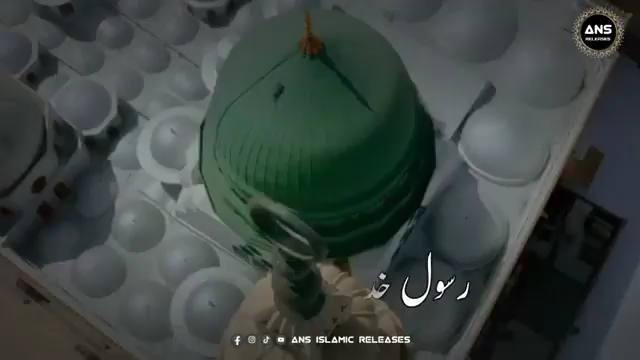 ANS
RELEASES
رسول خد
ANS ISLAMIC RELEASES